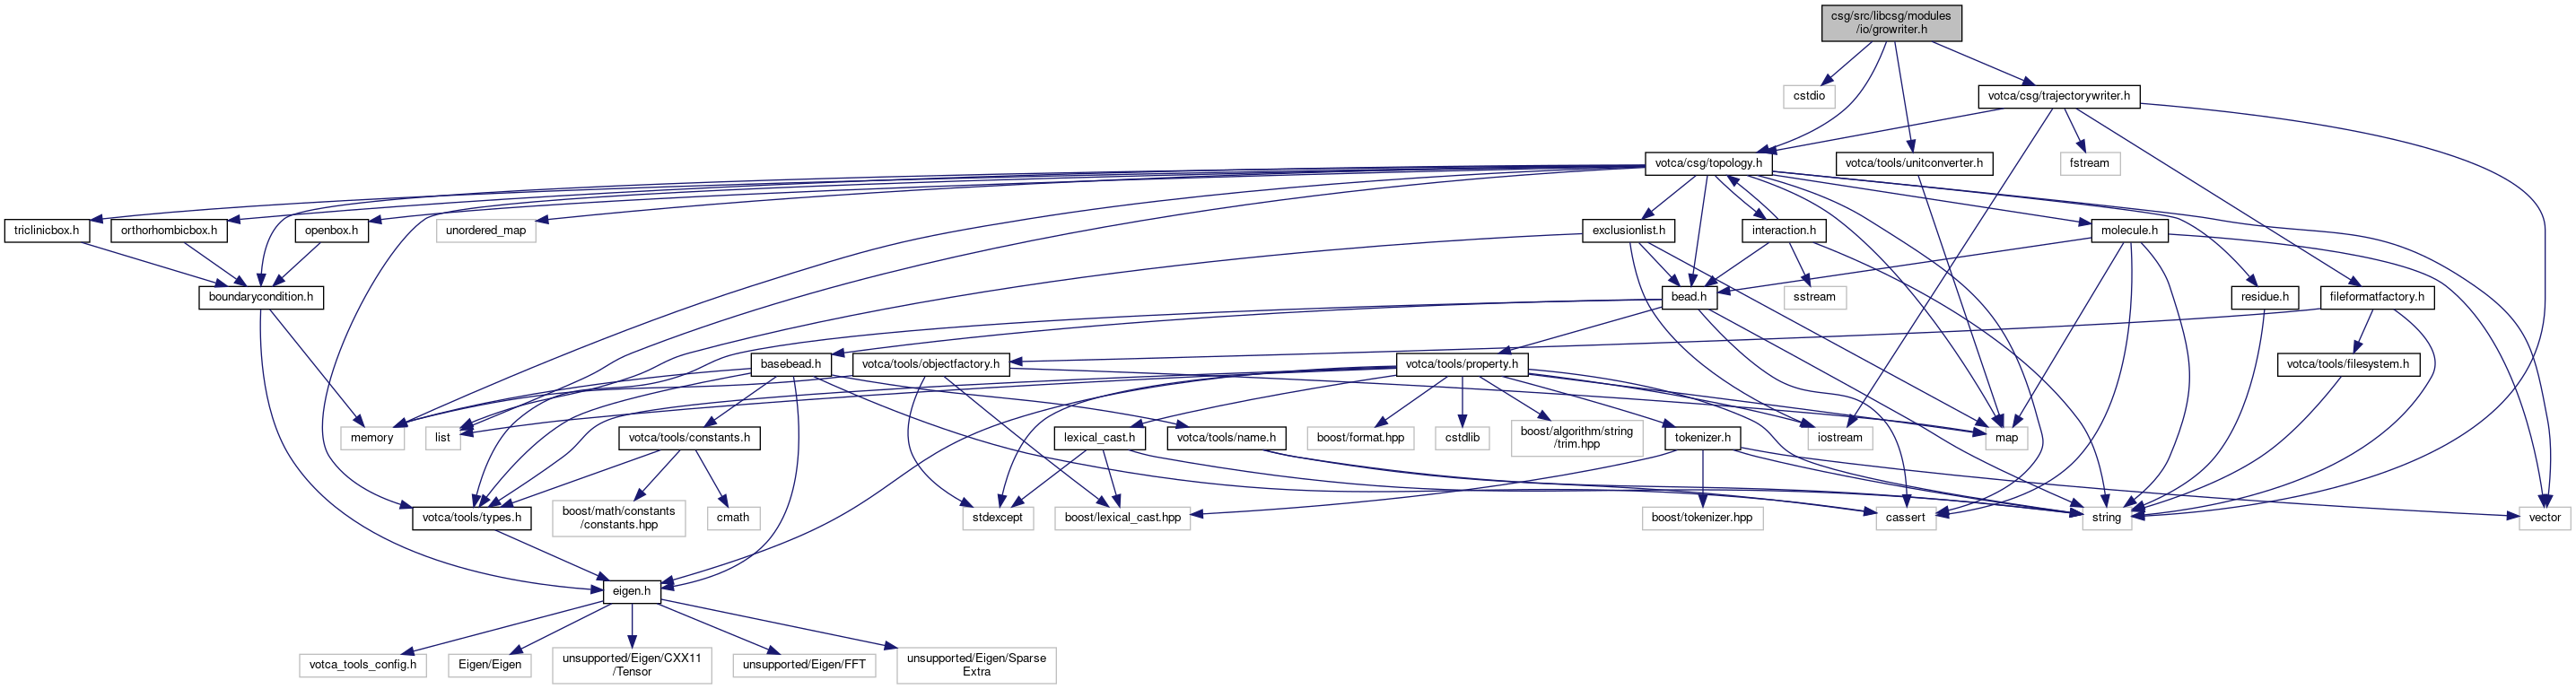 csg/src/libcsg/modules
/io/growriter.h
cstdio
votca/csg/trajectorywriter.h
votca/csg/topology.h
votca/tools/unitconverter.h
fstream
triclinicbox.h
orthorhombicbox.h
openbox.h
unordered_map
exclusionlist.h
interaction.h
molecule.h
boundarycondition.h
bead.h
sstream
residue.h
fileformatfactory.h
basebead.h
votca/tools/objectfactory.h
votca/tools/property.h
votca/tools/filesystem.h
memory
list
votca/tools/constants.h
lexical_cast.h
votca/tools/name.h
boost/format.hpp
cstdlib
boost/algorithm/string
/trim.hpp
tokenizer.h
iostream
map
votca/tools/types.h
boost/math/constants
/constants.hpp
cmath
stdexcept
boost/lexical_cast.hpp
boost/tokenizer.hpp
cassert
string
vector
eigen.h
votca_tools_config.h
Eigen/Eigen
unsupported/Eigen/CXX11
/Tensor
unsupported/Eigen/FFT
unsupported/Eigen/Sparse
Extra